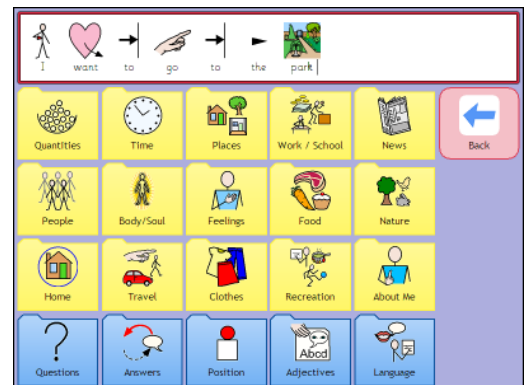 I want to go to the park
Quantities Time Places Work / School News Back
People Body/Soul Feelings Food Nature
Home Travel Clothes Recreation About Me
Abcd
Questions Answers Position Adjectives Language